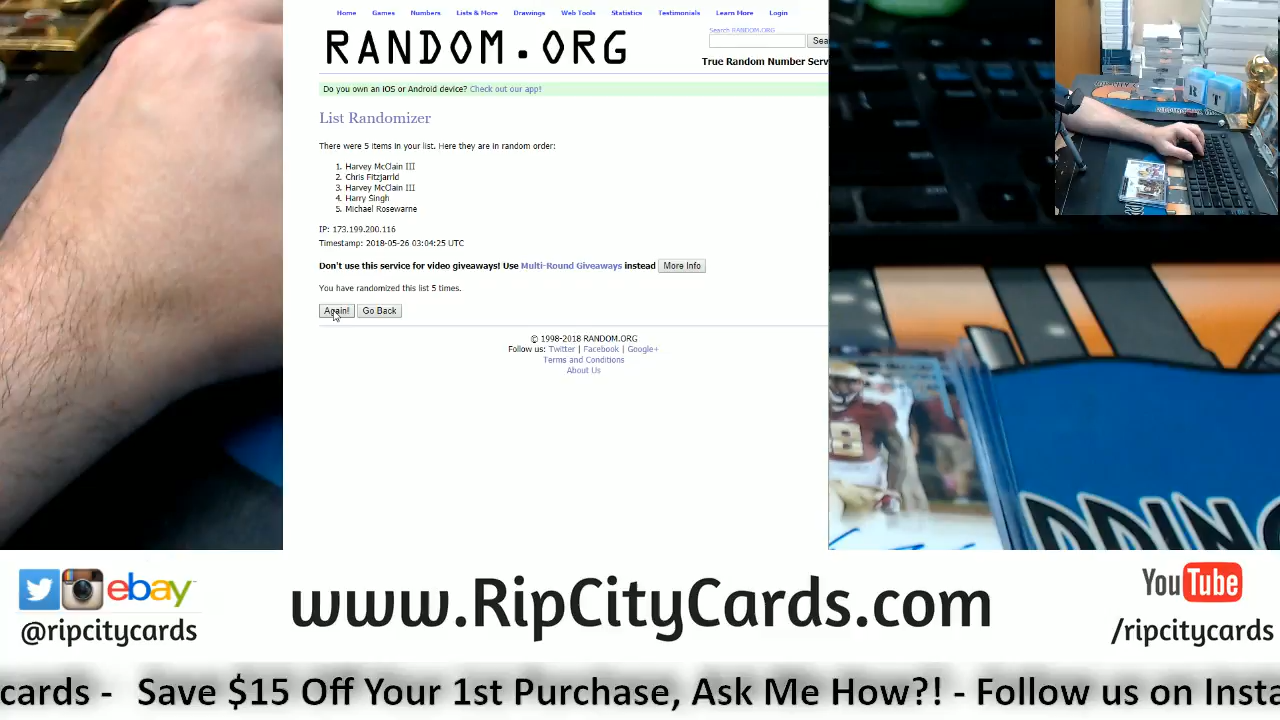 Home Games Numbers Lists & More Drawings Web Tools Statistics Testimonials Learn More Login
RANDOM.ORG
Search RANDOM.ORG
Sea
True Random Number Serv
Do you own an iOS or Android device? Check out our app!
List Randomizer
There were 5 items in your list. Here they are in random order:
1. Harvey McClain III
2. Chris Fitzjarrld
3. Harvey McClain III
4. Harry Singh
5. Michael Rosewarne
IP: 173.199.200.116
Timestamp: 2018-05-26 03:04:25 UTC
Don't use this service for video giveaways! Use Multi-Round Giveaways instead More Info
You have randomized this list 5 times.
Again! Go Back
© 1998-2018 RANDOM.ORG
Follow us: Twitter | Facebook | Google+
Terms and Conditions
About Us
R T
DDING
ebay
@ripcitycards
www.RipCityCards.com
YouTube
/ripcitycards
cards - Save $15 Off Your 1st Purchase, Ask Me How?! - Follow us on Insta